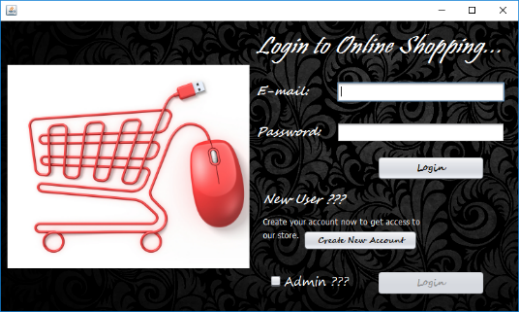 Login to Online Shopping...
E-mail:
Password:
Login
New User ???
Create your account now to get access to
our store.
Create New Account
Admin ???
Login